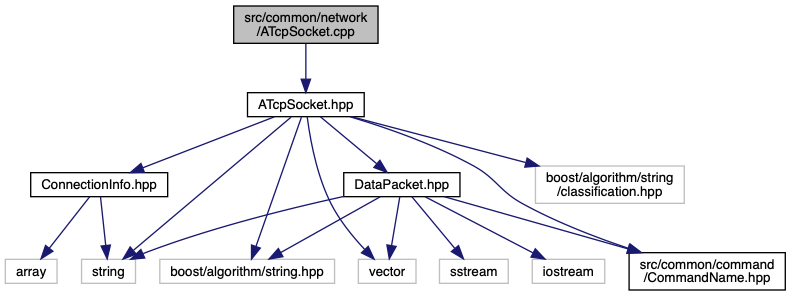 src/common/network
/ATcpSocket.cpp
ATcpSocket.hpp
ConnectionInfo.hpp
DataPacket.hpp
boost/algorithm/string
/classification.hpp
array
string
boost/algorithm/string.hpp
vector
sstream
iostream
src/common/command
/CommandName.hpp